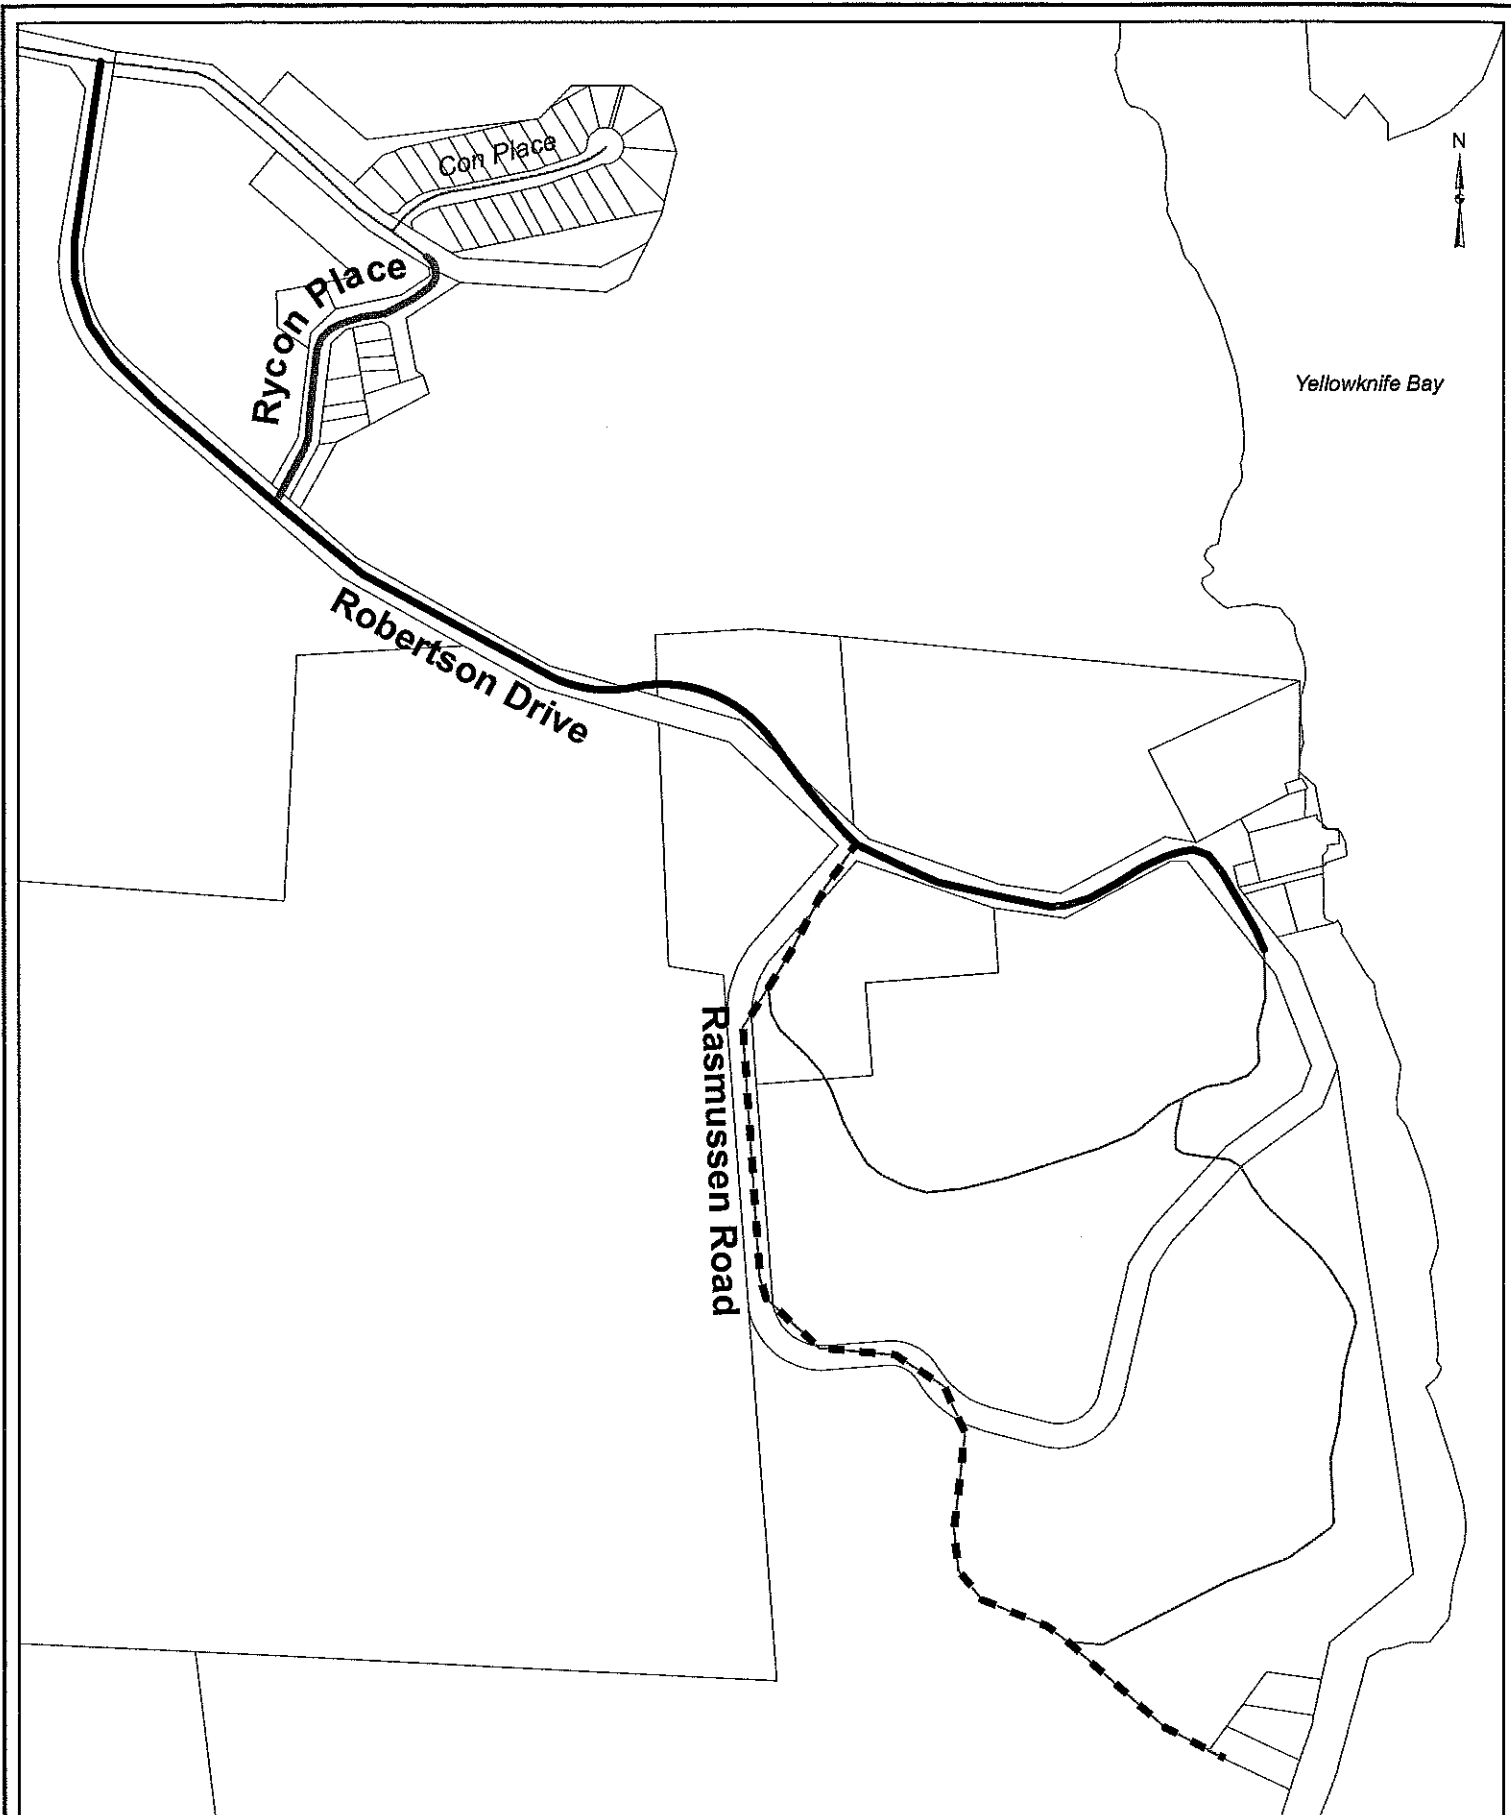 N
Con Place
Rycon Place
Yellowknife Bay
Robertson Drive
Rasmussen Road